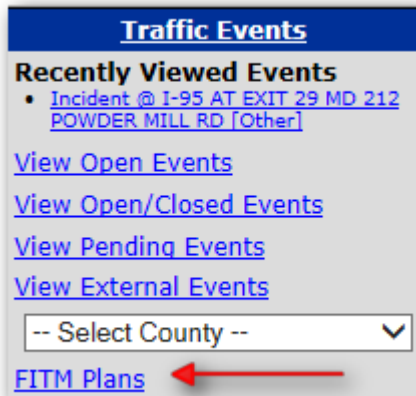 Traffic Events
Recently Viewed Events
• Incident @ I-95 AT EXIT 29 MD 212
POWDER MILL RD [Other]
View Open Events
View Open/Closed Events
View Pending Events
View External Events
-- Select County --
FITM Plans